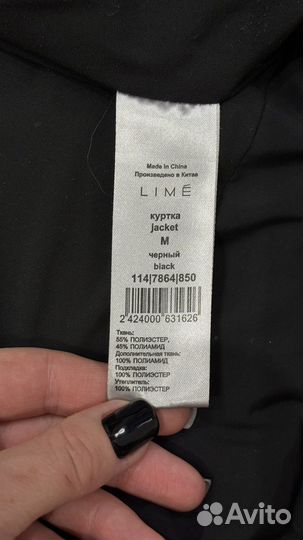 Made in China
Произведено в Китае
LIMÉ
куртка
jacket
M
черный
black
114|7864|850
2 424000 631626
Ткань:
55% ПОЛИЭСТЕР,
45% ПОЛИАМИД
Дополнительная ткань:
100% ПОЛИАМИД
Подкладка:
100% ПОЛИЭСТЕР
Утеплитель:
100% ПОЛИЭСТЕР
Avito